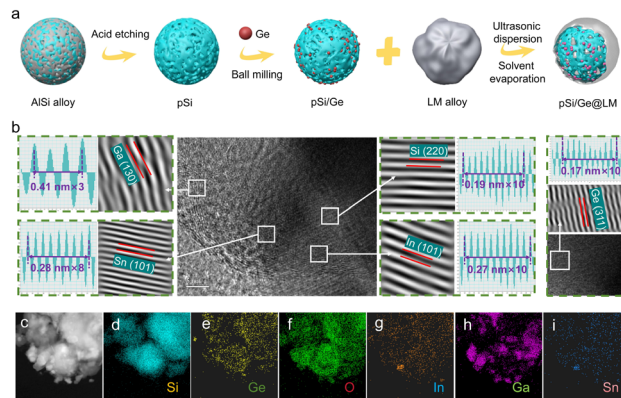 a
Acid etching
Ge
Ball milling
Ultrasonic
dispersion
Solvent
evaporation
AlSi alloy
pSi
pSi/Ge
LM alloy
pSi/Ge@LM
b
0.41 nm×3
Ga (130)
Si (220)
0.19 nm×10
0.17 nm×10
Ge (311)
0.28 nm×8
Sn (101)
In (101)
0.27 nm×10
c
d
Si
e
Ge
f
O
g
In
h
Ga
i
Sn